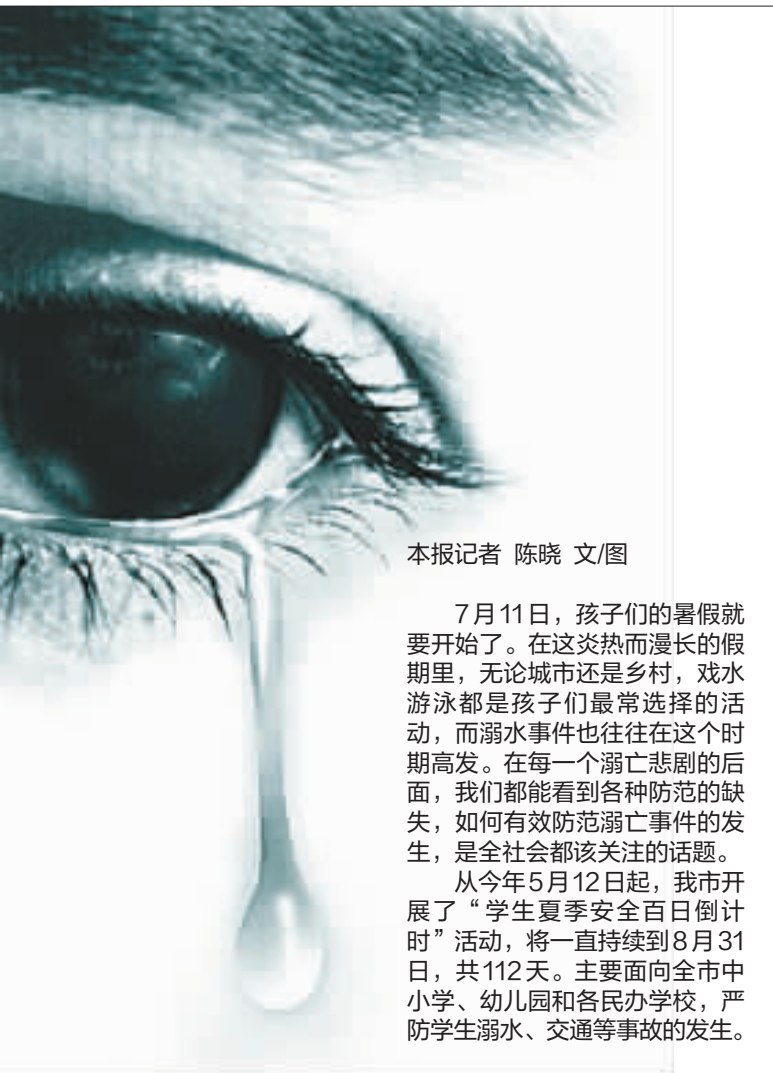 本报记者 陈晓 文/图
7月11日，孩子们的暑假就
要开始了。在这炎热而漫长的假
期里，无论城市还是乡村，戏水
游泳都是孩子们最常选择的活
动，而溺水事件也往往在这个时
期高发。在每一个溺亡悲剧的后
面，我们都能看到各种防范的缺
失，如何有效防范溺亡事件的发
生，是全社会都该关注的话题。
从今年5月12日起，我市开
展了“学生夏季安全百日倒计
时”活动，将一直持续到8月31
日，共112天。主要面向全市中
小学、幼儿园和各民办学校，严
防学生溺水、交通等事故的发生。